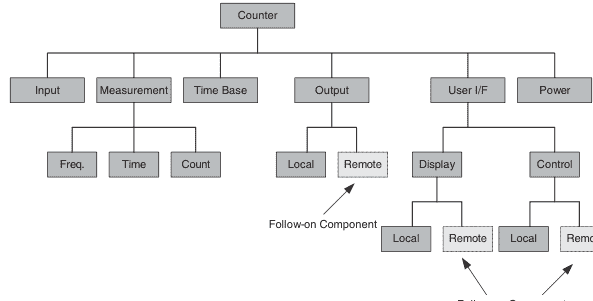 Counter
Input
Measurement
Time Base
Output
User I/F
Power
Freq.
Time
Count
Local
Remote
Display
Control
Follow-on Component
Local
Remote
Local